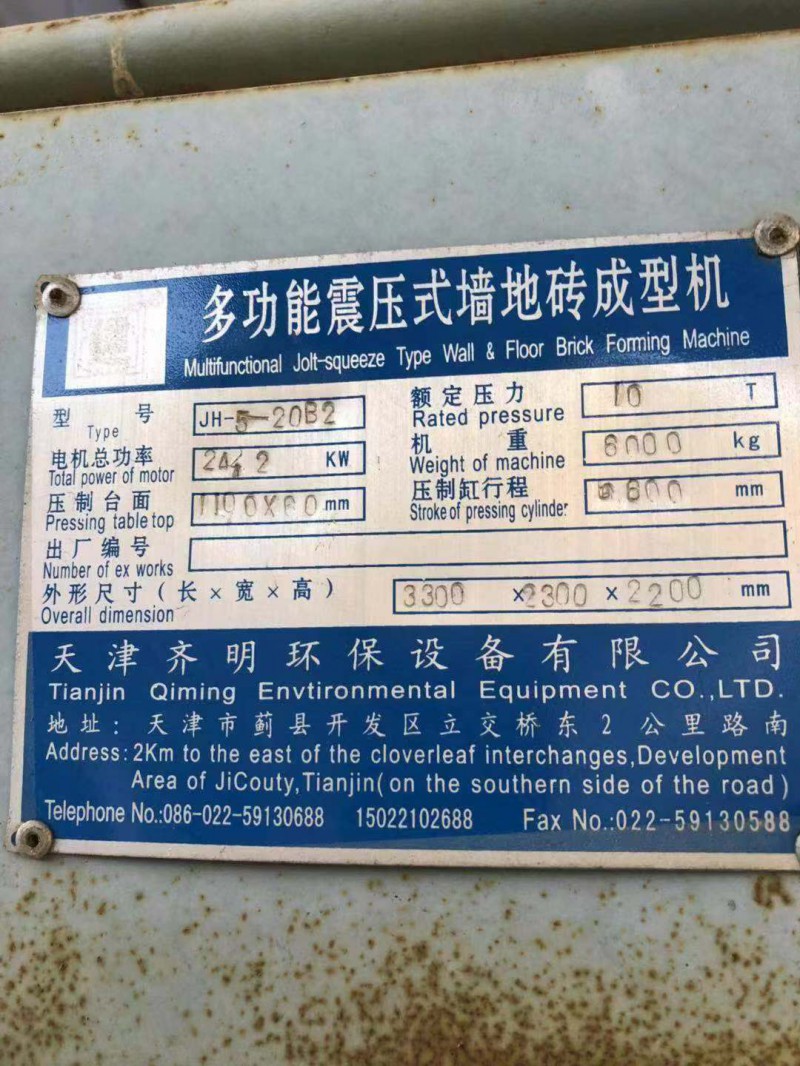 多功能震压式墙地砖成型机
Multifunctional Jolt-squeeze Type Wall & Floor Brick Forming Machine
型 号 JH-5-20B2 额定压力 10 T
Type Rated pressure
电机总功率 KW 机 重 6000 kg
Total power of motor Weight of machine
压制台面 mm 压制缸行程 600 mm
Pressing table top Stroke of pressing cylinder
出厂编号
Number of ex works
外形尺寸(长×宽×高) 3300 ×2300 ×2200 mm
Overall dimension
天津齐明环保设备有限公司
Tianjin Qiming Envtironmental Equipment CO.,LTD.
地址:天津市蓟县开发区立交桥东2公里路南
Address:2Km to the east of the cloverleaf interchanges,Development
Area of JiCouty,Tianjin(on the southern side of the road)
Telephone No.:086-022-59130688 15022102688 Fax No.:022-59130588